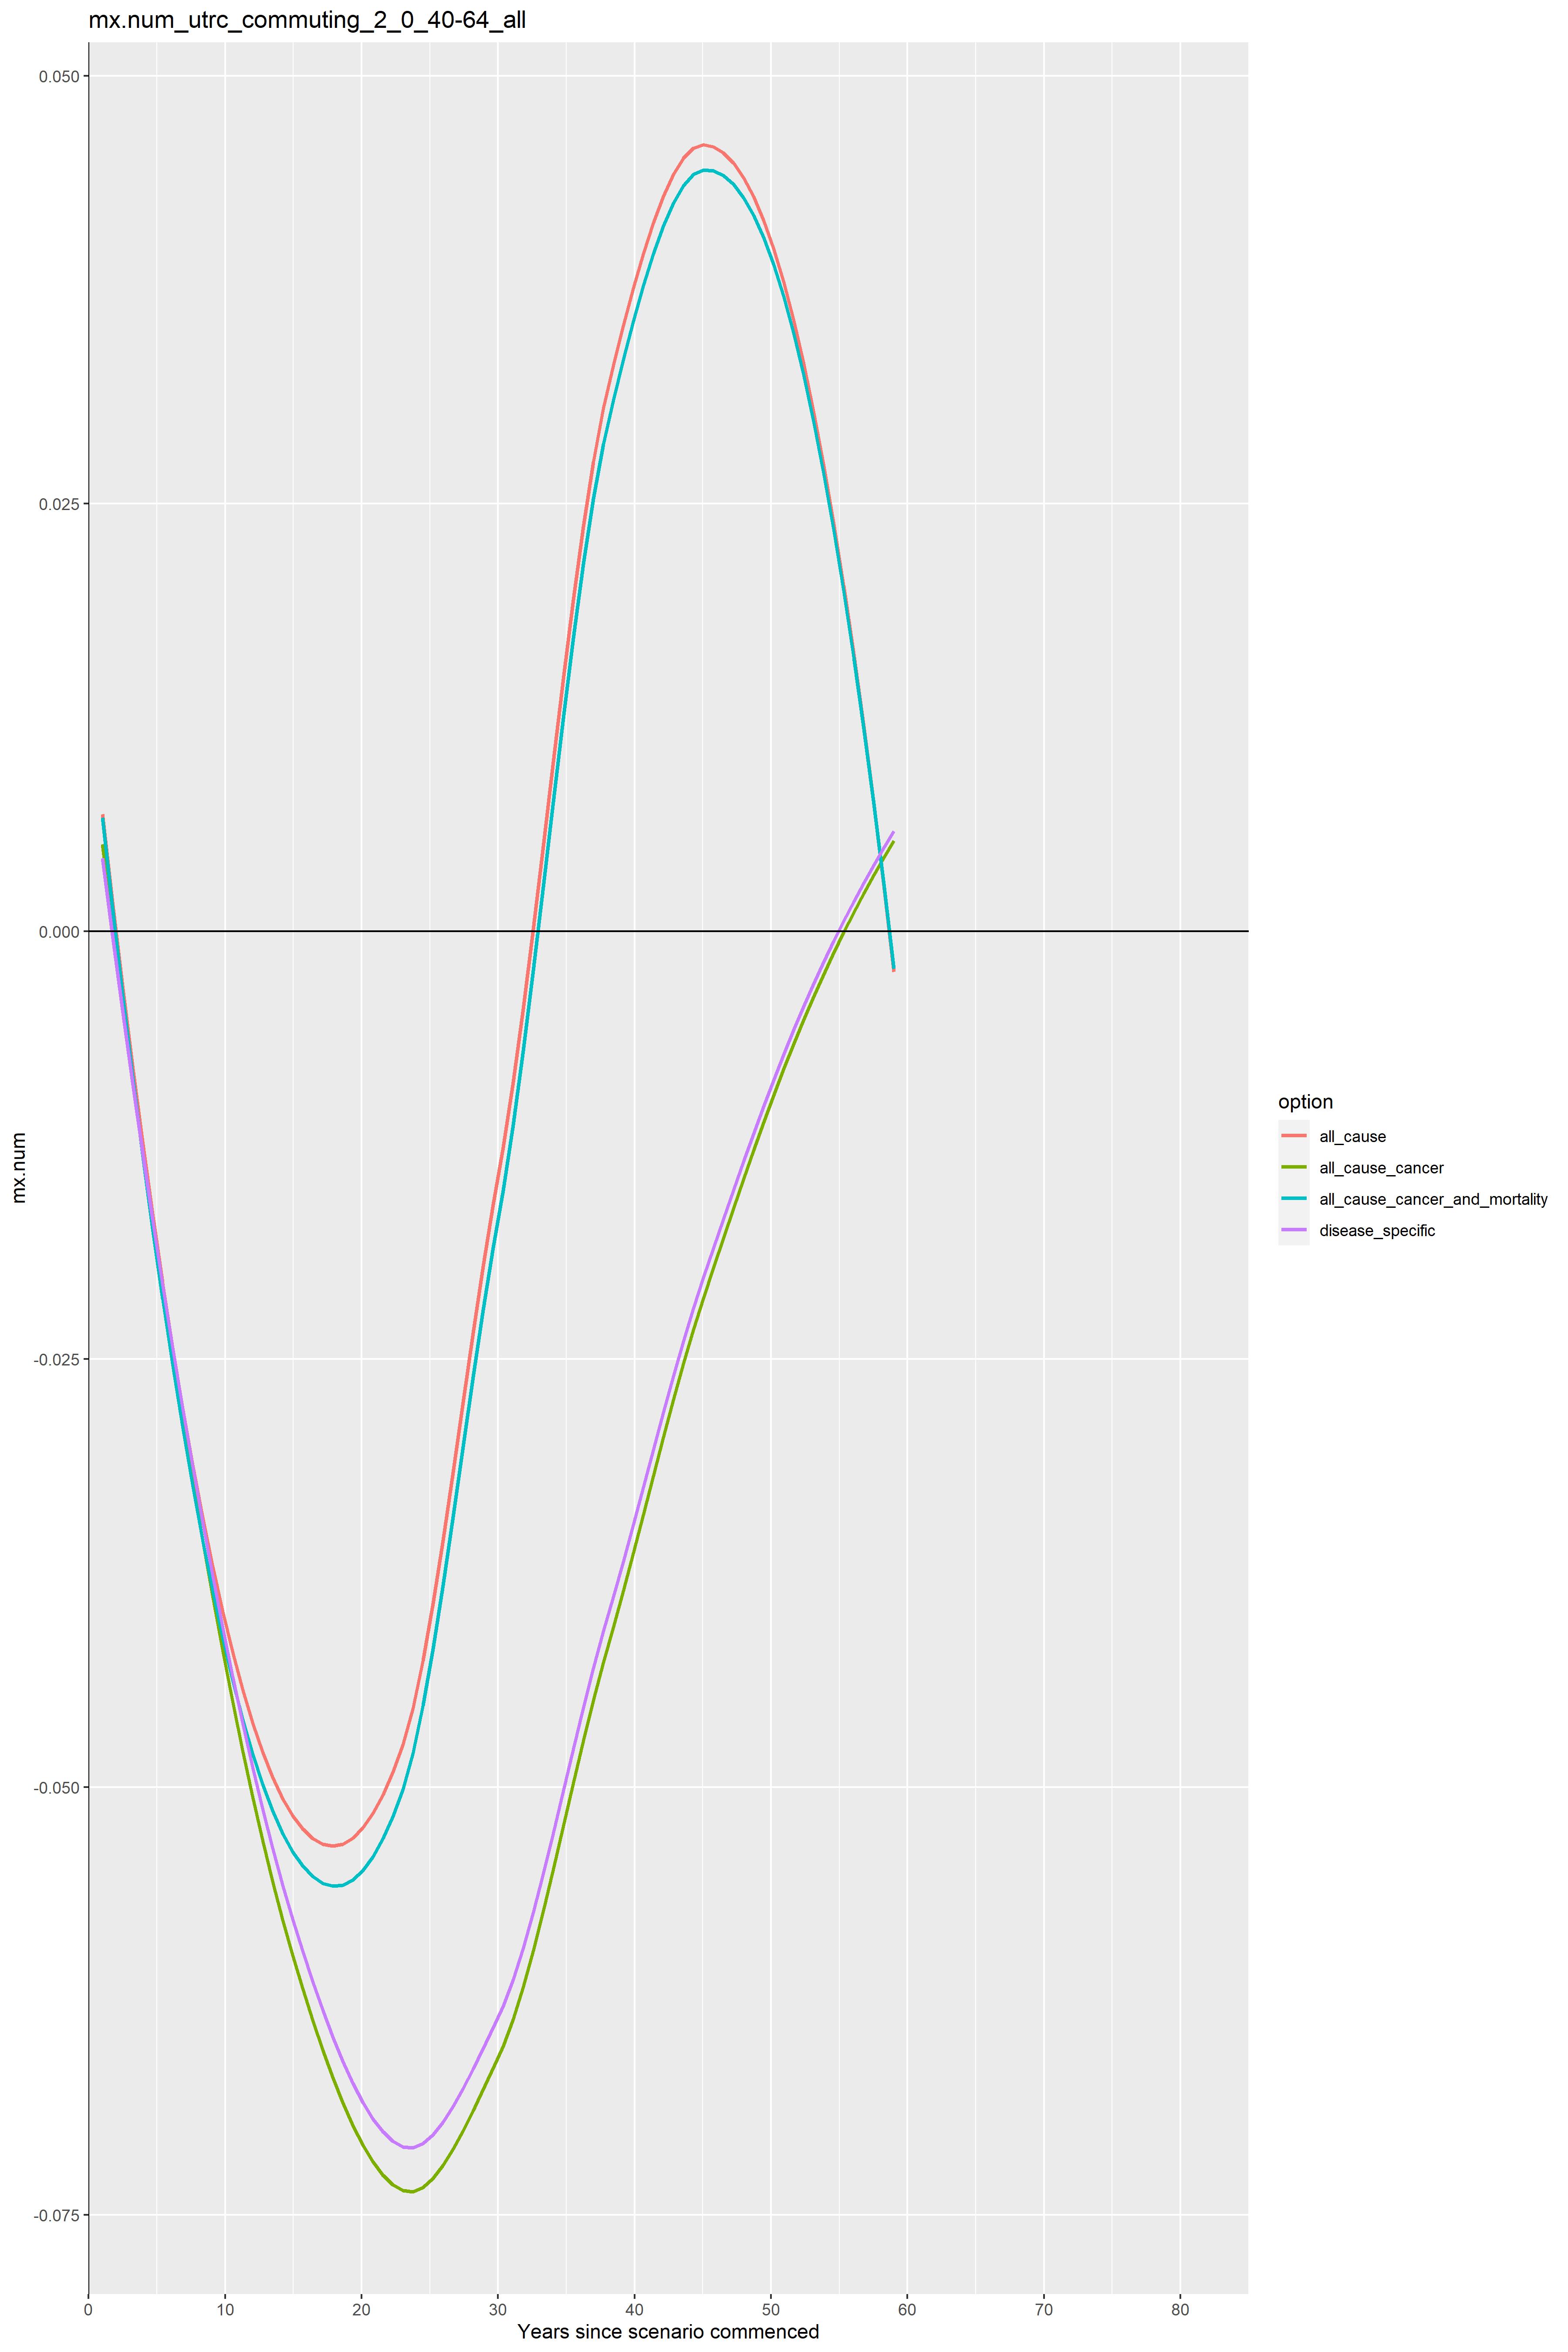 mx.num_utrc_commuting_2_0_40-64_all
0.050
0.025
0.000
-0.025
-0.050
-0.075
mx.num
0 10 20 30 40 50 60 70 80
Years since scenario commenced
option
all_cause
all_cause_cancer
all_cause_cancer_and_mortality
disease_specific